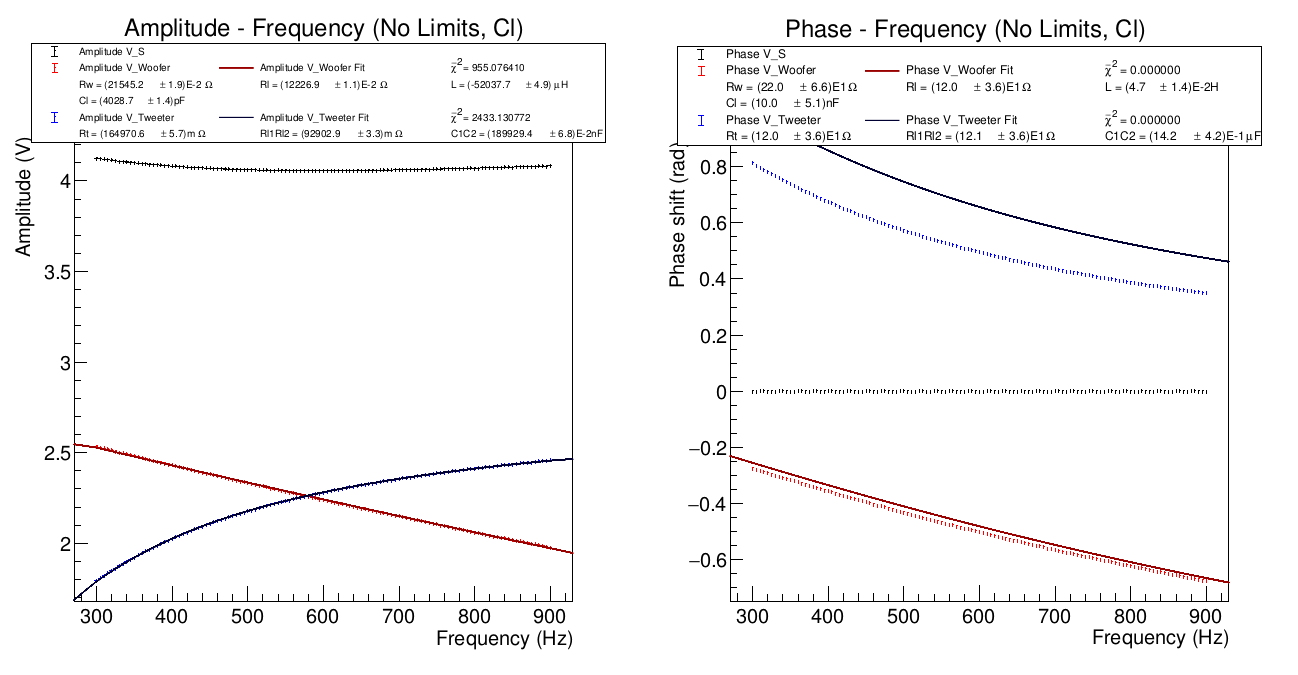 Amplitude - Frequency (No Limits, Cl)
Amplitude V_S
Amplitude V_Woofer Amplitude V_Woofer Fit χ̄² = 955.076410
Rw = (21545.2 ± 1.9)E-2 Ω Rl = (12226.9 ± 1.1)E-2 Ω L = (-52037.7 ± 4.9) μH
Cl = (4028.7 ± 1.4)pF
Amplitude V_Tweeter Amplitude V_Tweeter Fit χ̄² = 2433.130772
Rt = (164970.6 ± 5.7)m Ω Rl1Rl2 = (92902.9 ± 3.3)m Ω C1C2 = (189929.4 ± 6.8)E-2nF
Amplitude (V)
4
3.5
3
2.5
2
300 400 500 600 700 800 900
Frequency (Hz)
Phase - Frequency (No Limits, Cl)
Phase V_S
Phase V_Woofer Phase V_Woofer Fit χ̄² = 0.000000
Rw = (22.0 ± 6.6)E1Ω Rl = (12.0 ± 3.6)E1Ω L = (4.7 ± 1.4)E-2H
Cl = (10.0 ± 5.1)nF
Phase V_Tweeter Phase V_Tweeter Fit χ̄² = 0.000000
Rt = (12.0 ± 3.6)E1Ω Rl1Rl2 = (12.1 ± 3.6)E1Ω C1C2 = (14.2 ± 4.2)E-1μF
Phase shift (rad
0.8
0.6
0.4
0.2
0
−0.2
−0.4
−0.6
300 400 500 600 700 800 900
Frequency (Hz)